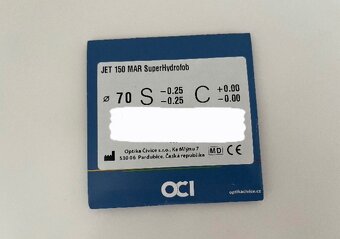 JET 150 MAR SuperHydrofob
ø 70 S -0.25 -0.25 C +0.00 -0.00
Optika Čivice s.r.o., Ke Mlýnu 7
530 06 Pardubice, Česká republika
MD CE
OCI
optikacivice.cz